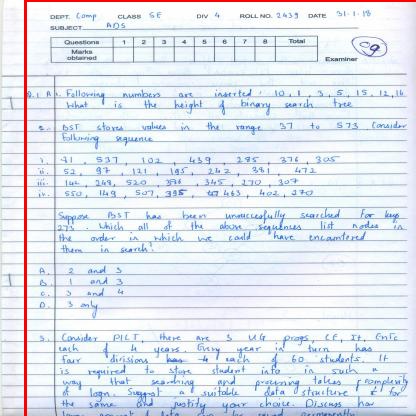 DEPT. Comp CLASS SE DIV 4 ROLL NO. 2439 DATE 31-1-18
SUBJECT ADS
Questions 1 2 3 4 5 6 7 8 Total
Marks obtained
Examiner
Q.1 A 1. Following numbers are inserted : 10, 1, 3, 5, 15, 12, 16
What is the height of binary search tree
2. BST stores values in the range 37 to 573 Consider
following sequence
i. 81, 537, 102, 439, 285, 376, 305
ii. 52, 97, 121, 195, 242, 381, 472
iii. 142, 248, 520, 386, 345, 270, 307
iv. 550, 149, 507, 395, 463, 402, 270
Suppose BST has been unsuccessfully searched for key
273. Which all of the above sequences list nodes in
the order in which we could have encountered
them in search?
A. 2 and 3
B. 1 and 3
C. 3 and 4
D. 3 only
3. Consider PICT, there are 3 UG progs, CE, IT, EnTC
each of 4 years. Every year in turn has
four divisions each of 60 students. It
is required to store student info in such a
way that searching and processing takes complexity
of logn. Suggest a suitable data structure for
the same and justify your choice. Discuss how